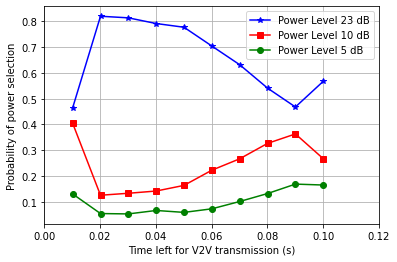 Power Level 23 dB
Power Level 10 dB
Power Level 5 dB
Probability of power selection
0.8
0.7
0.6
0.5
0.4
0.3
0.2
0.1
0.00 0.02 0.04 0.06 0.08 0.10 0.12
Time left for V2V transmission (s)